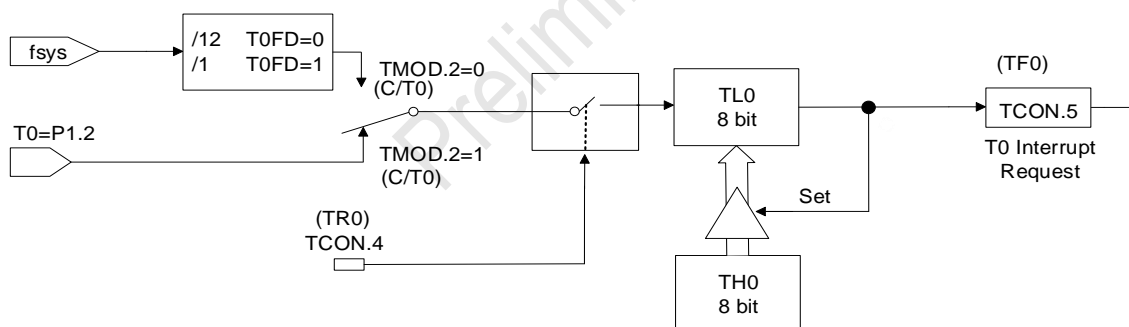 fsys
/12 T0FD=0
/1 T0FD=1
TMOD.2=0
(C/T0)
T0=P1.2
TMOD.2=1
(C/T0)
(TR0)
TCON.4
TL0
8 bit
Set
TH0
8 bit
(TF0)
TCON.5
T0 Interrupt
Request
Prelimi